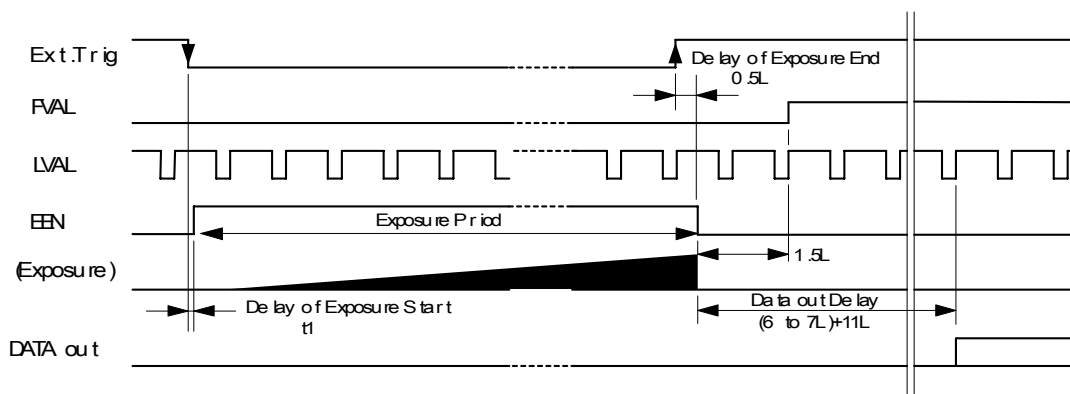 Ext.Trig
Delay of Exposure End
0.5L
FVAL
LVAL
EEN
Exposure Priod
(Exposure)
1.5L
Delay of Exposure Start
t1
Data out Delay
(6 to 7L)+11L
DATA out